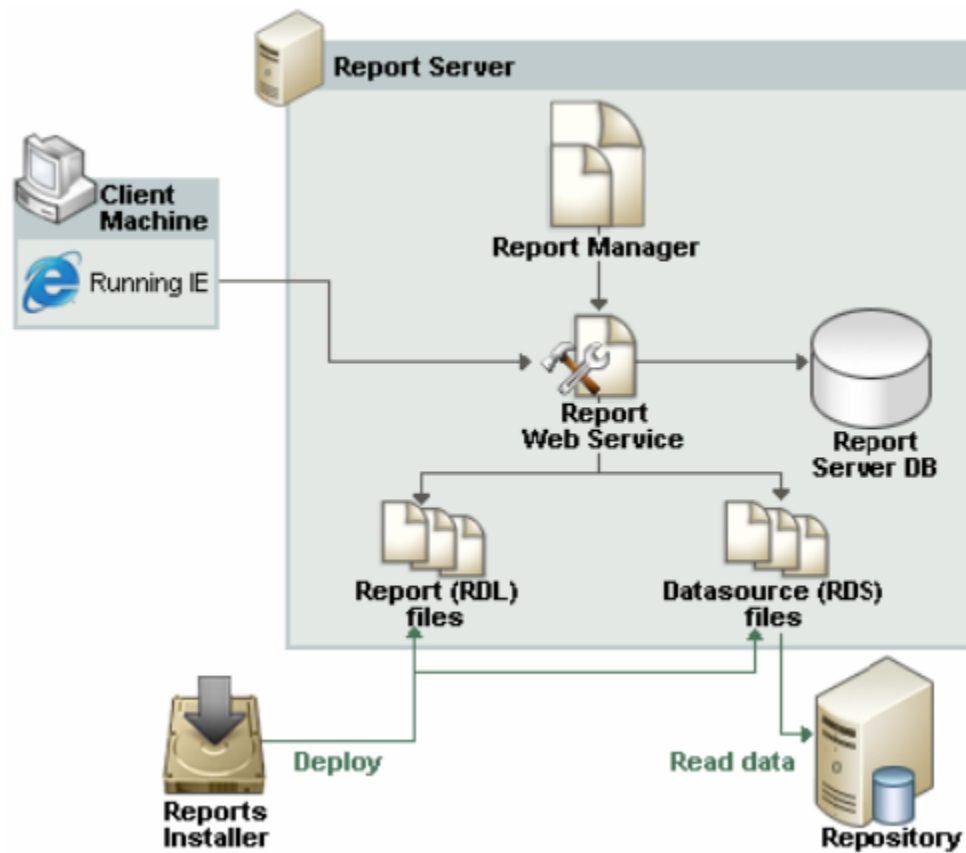 Report Server
Client
Machine
Running IE
Report Manager
Report
Web Service
Report
Server DB
Report (RDL)
files
Datasource (RDS)
files
Deploy
Read data
Reports
Installer
Repository